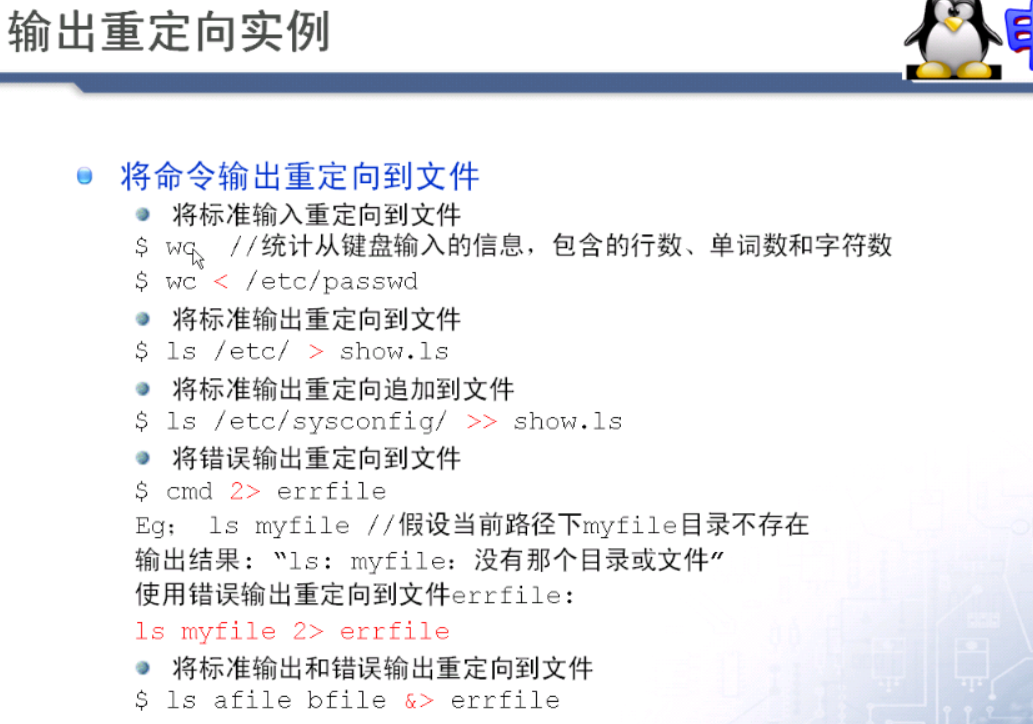 输出重定向实例
将命令输出重定向到文件
将标准输入重定向到文件
$ wc //统计从键盘输入的信息，包含的行数、单词数和字符数
$ wc < /etc/passwd
将标准输出重定向到文件
$ ls /etc/ > show.ls
将标准输出重定向追加到文件
$ ls /etc/sysconfig/ >> show.ls
将错误输出重定向到文件
$ cmd 2> errfile
Eg； ls myfile //假设当前路径下myfile目录不存在
输出结果: “ls: myfile：没有那个目录或文件”
使用错误输出重定向到文件errfile:
ls myfile 2> errfile
将标准输出和错误输出重定向到文件
$ ls afile bfile &> errfile